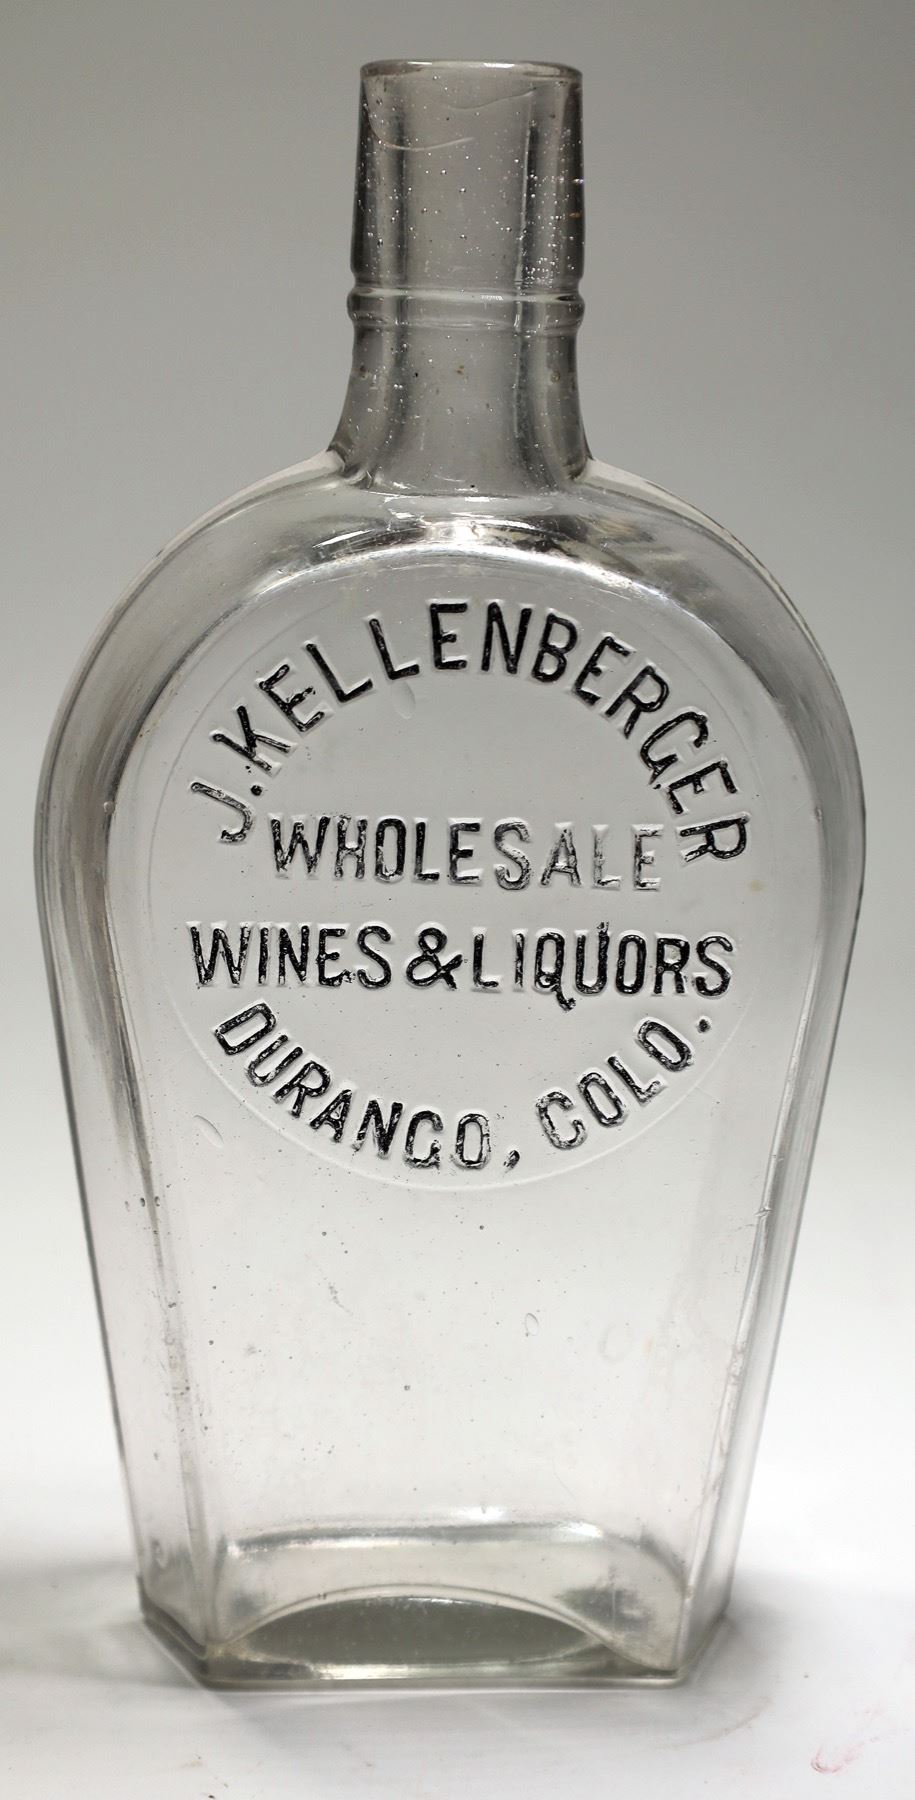 J. KELLENBERGER
WHOLESALE
WINES & LIQUORS
DURANGO, COLO.